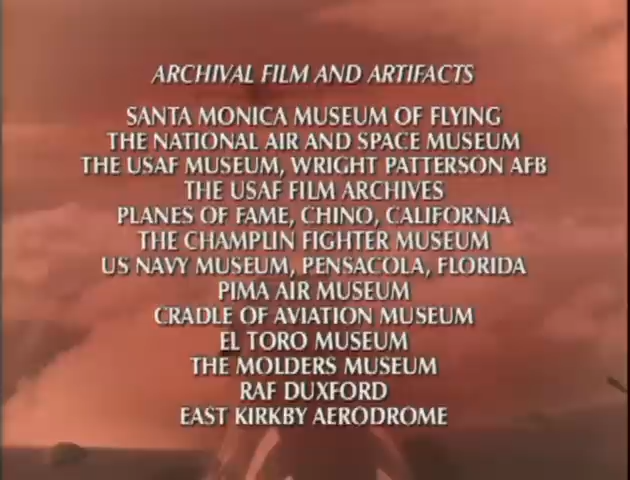 ARCHIVAL FILM AND ARTIFACTS
SANTA MONICA MUSEUM OF FLYING
THE NATIONAL AIR AND SPACE MUSEUM
THE USAF MUSEUM, WRIGHT PATTERSON AFB
THE USAF FILM ARCHIVES
PLANES OF FAME, CHINO, CALIFORNIA
THE CHAMPLIN FIGHTER MUSEUM
US NAVY MUSEUM, PENSACOLA, FLORIDA
PIMA AIR MUSEUM
CRADLE OF AVIATION MUSEUM
EL TORO MUSEUM
THE MOLDERS MUSEUM
RAF DUXFORD
EAST KIRKBY AERODROME